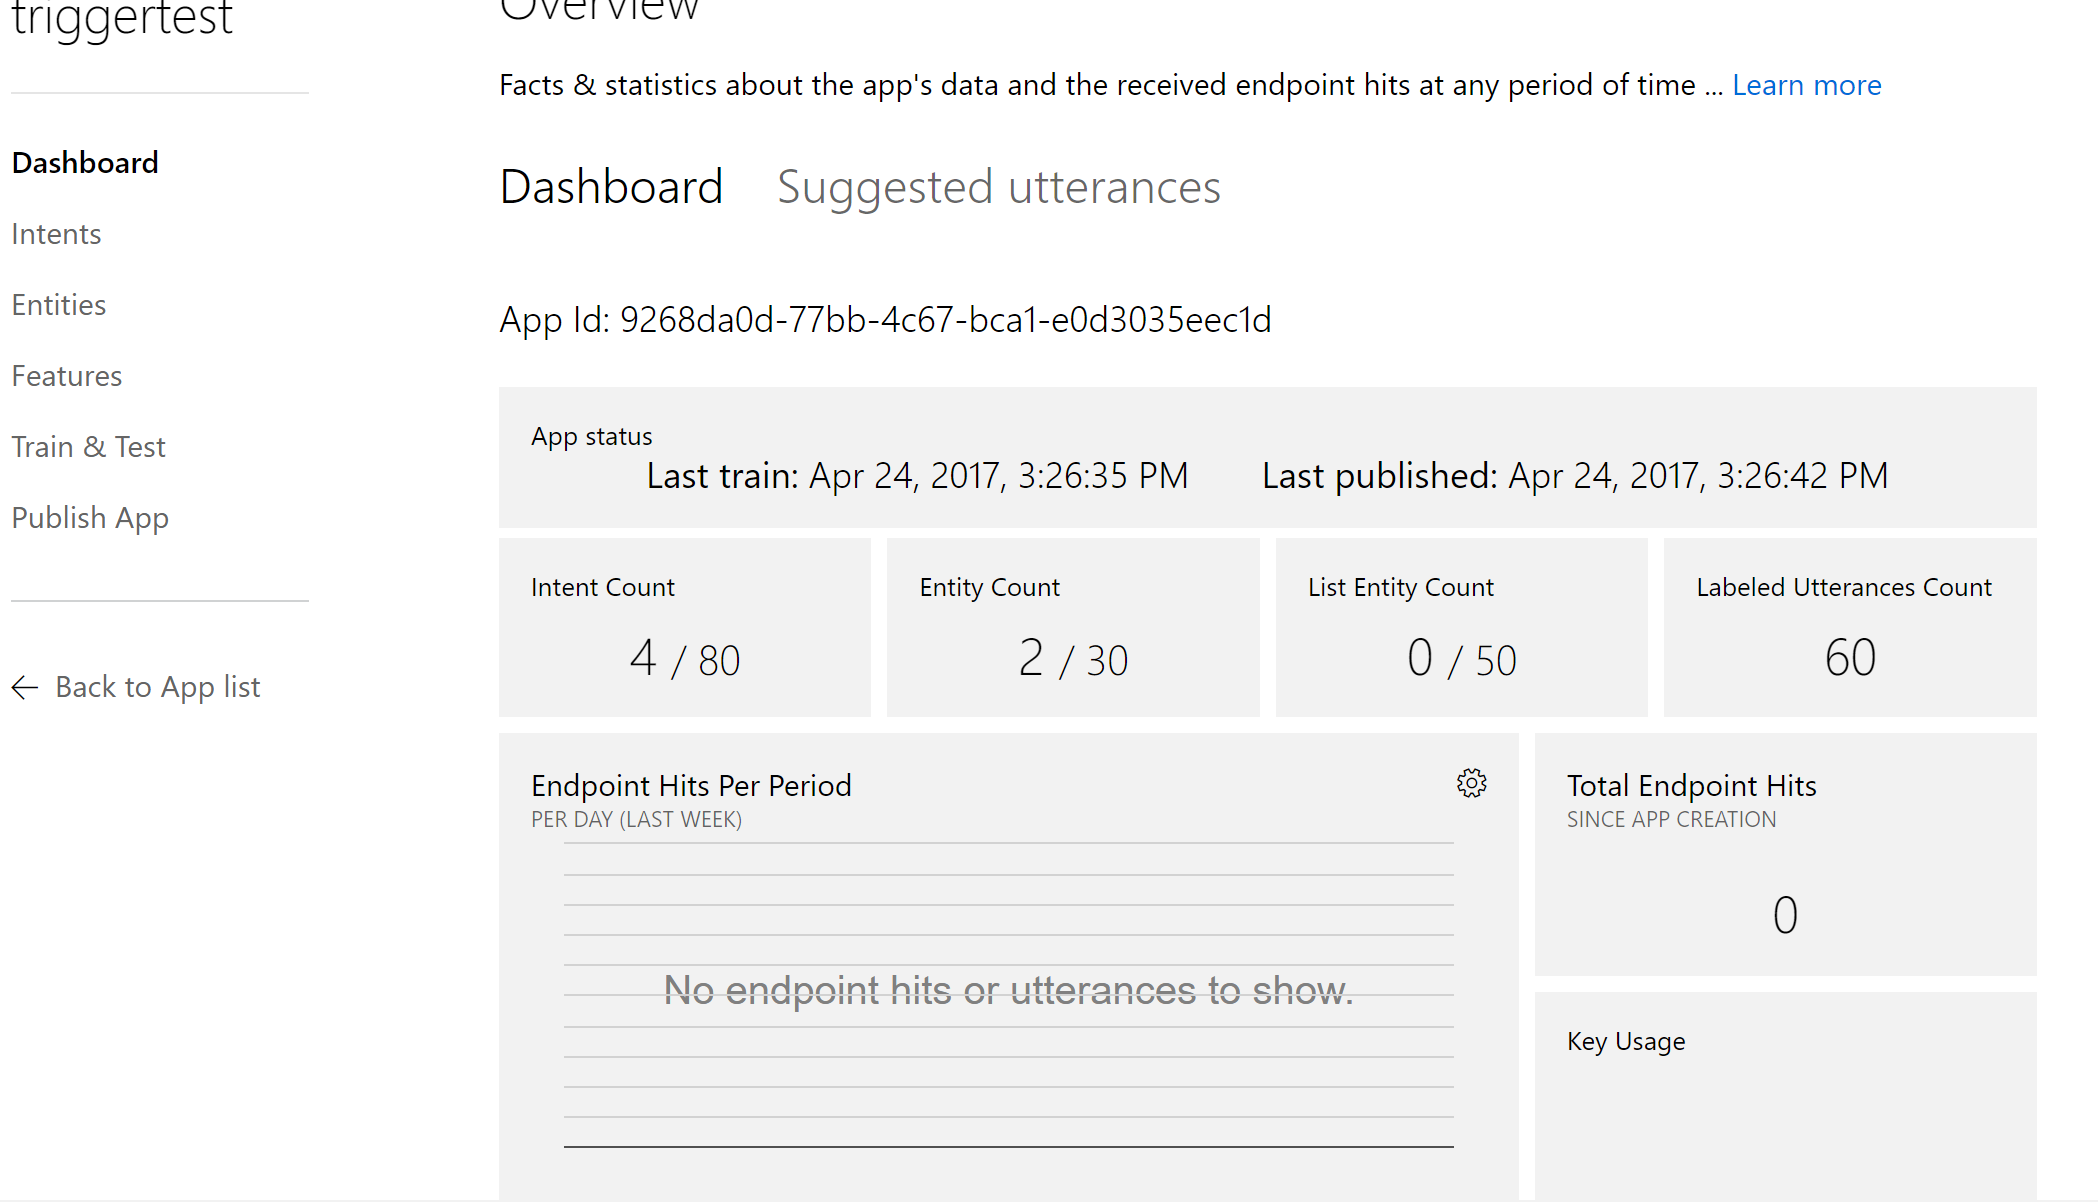 triggertest
Dashboard
Intents
Entities
Features
Train & Test
Publish App
Back to App list
Overview
Facts & statistics about the app's data and the received endpoint hits at any period of time ... Learn more
Dashboard Suggested utterances
App Id: 9268da0d-77bb-4c67-bca1-e0d3035eec1d
App status
Last train: Apr 24, 2017, 3:26:35 PM Last published: Apr 24, 2017, 3:26:42 PM
Intent Count
4 / 80
Entity Count
2 / 30
List Entity Count
0 / 50
Labeled Utterances Count
60
Endpoint Hits Per Period
PER DAY (LAST WEEK)
No endpoint hits or utterances to show.
Total Endpoint Hits
SINCE APP CREATION
0
Key Usage